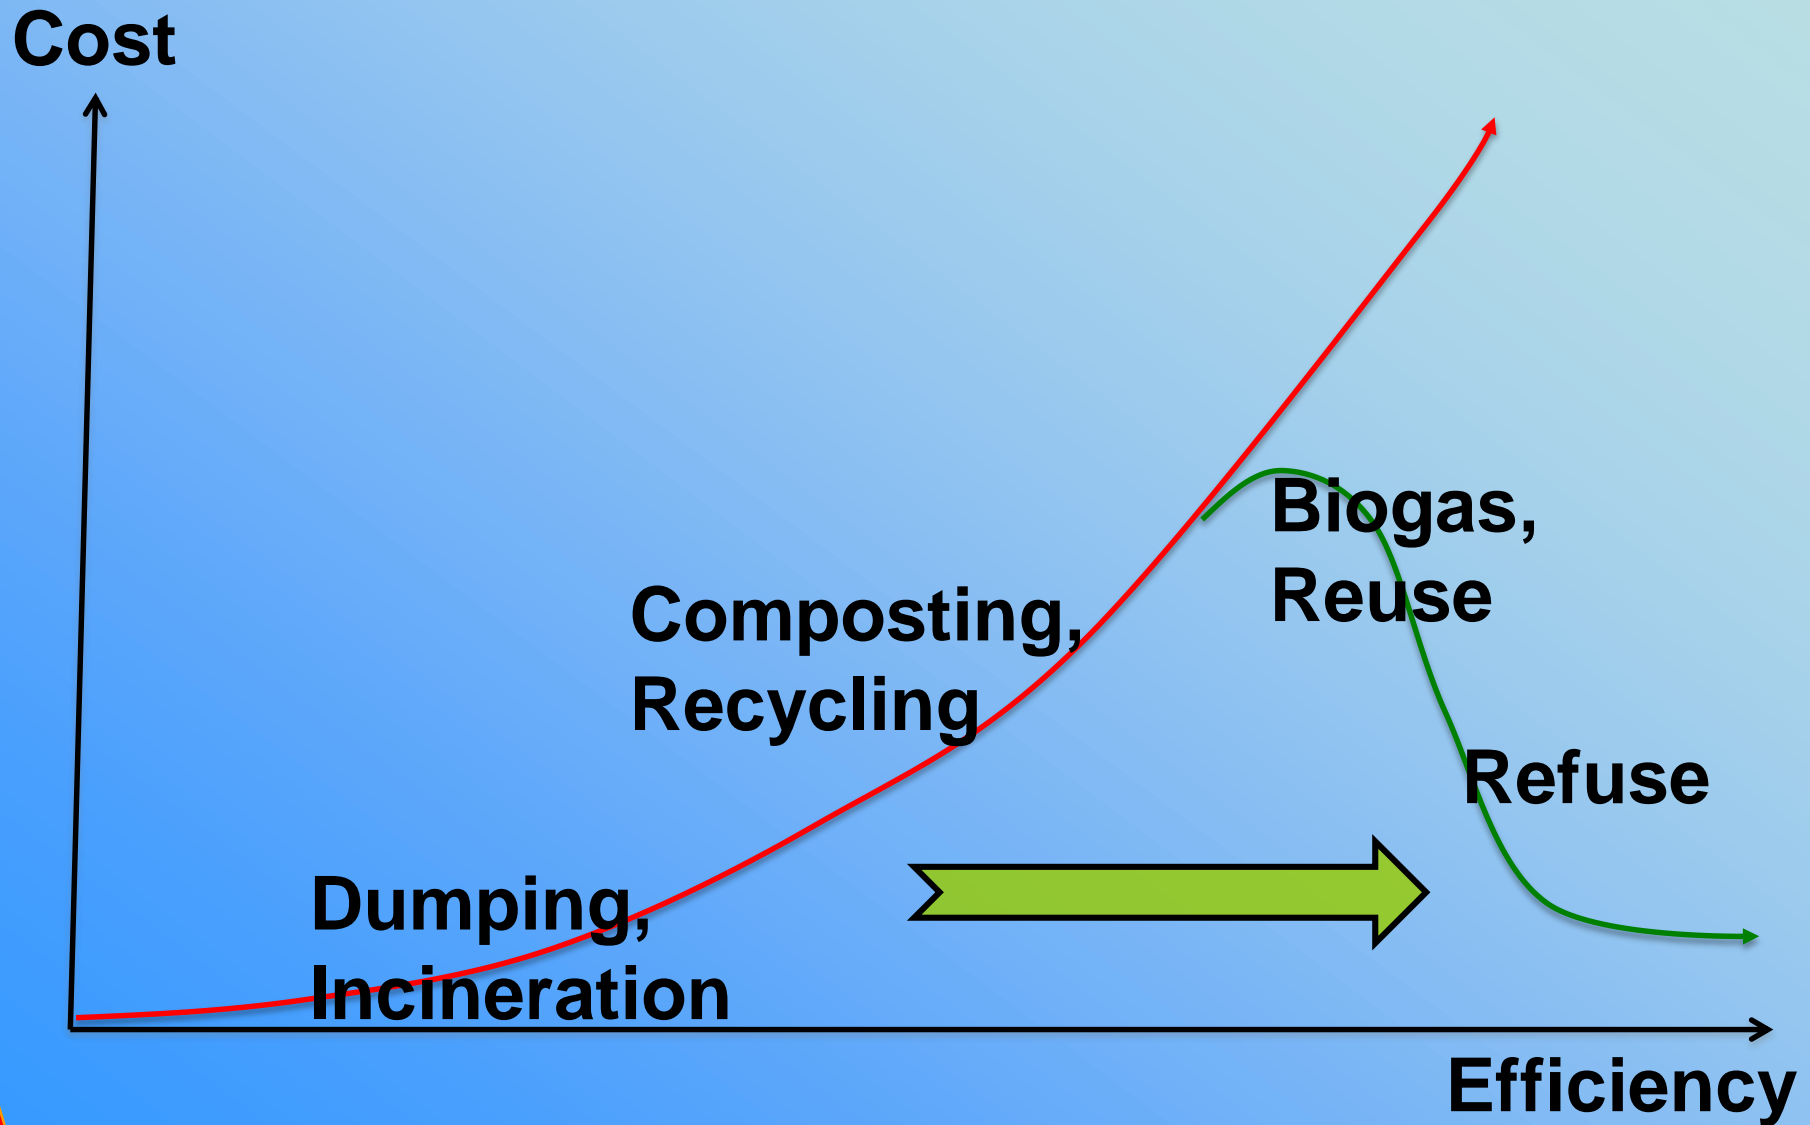 Cost
Biogas,
Reuse
Composting,
Recycling
Refuse
Dumping,
Incineration
Efficiency